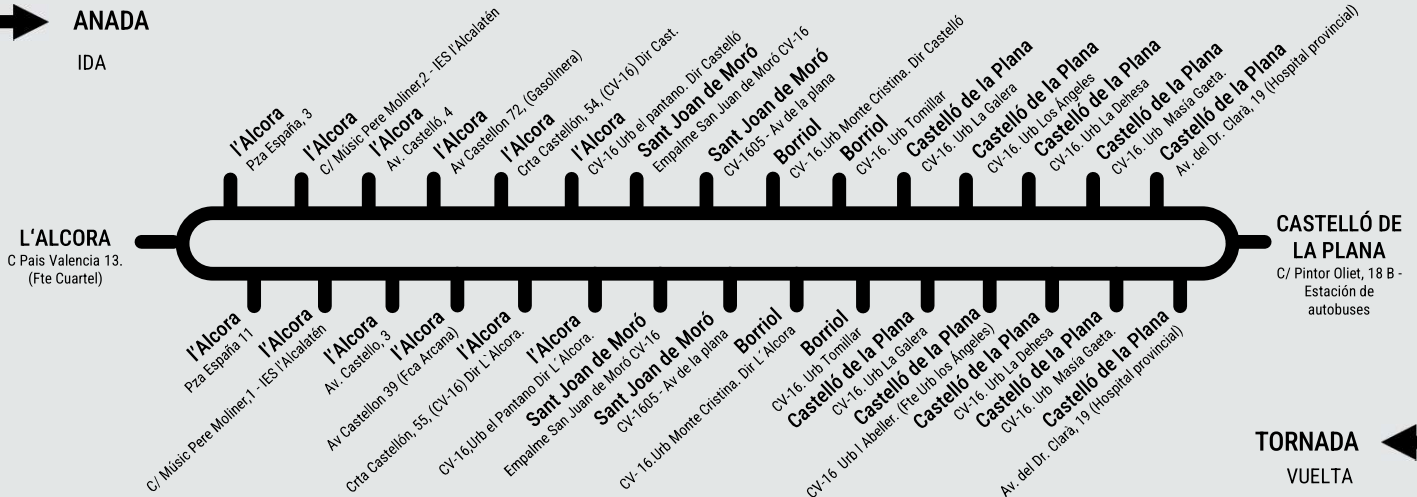 ANADA
IDA
l'Alcora
Pza España, 3
l'Alcora
C/ Músic Pere Moliner,2 - IES l'Alcalatén
l'Alcora
Av. Castelló, 4
l'Alcora
Av Castellon 72, (Gasolinera)
l'Alcora
Crta Castellón, 54, (CV-16) Dir Cast.
l'Alcora
CV-16 Urb el pantano. Dir Castelló
Sant Joan de Moró
Empalme San Juan de Moró CV-16
Sant Joan de Moró
CV-1605 - Av de la plana
Borriol
CV- 16.Urb Monte Cristina. Dir Castelló
Borriol
CV-16. Urb Tomillar
Castelló de la Plana
CV-16. Urb La Galera
Castelló de la Plana
CV-16. Urb Los Ángeles
Castelló de la Plana
CV-16. Urb La Dehesa
Castelló de la Plana
CV-16. Urb  Masía Gaeta.
Castelló de la Plana
Av. del Dr. Clarà, 19 (Hospital provincial)
L'ALCORA
C Pais Valencia 13.
(Fte Cuartel)
CASTELLÓ DE
LA PLANA
C/ Pintor Oliet, 18 B -
Estación de
autobuses
l'Alcora
Pza España 11
l'Alcora
C/ Músic Pere Moliner,1 - IES l'Alcalatén
l'Alcora
Av. Castello, 3
l'Alcora
Av Castellon 39 (Fca Arcana)
l'Alcora
Crta Castellón, 55, (CV-16) Dir L`Alcora.
l'Alcora
CV-16,Urb el Pantano Dir L´Alcora.
Sant Joan de Moró
Empalme San Juan de Moró CV-16
Sant Joan de Moró
CV-1605 - Av de la plana
Borriol
CV- 16.Urb Monte Cristina. Dir L´Alcora
Borriol
CV-16. Urb Tomillar
Castelló de la Plana
CV-16. Urb La Galera
Castelló de la Plana
CV-16  Urb l Abeller. (Fte Urb los Ángeles)
Castelló de la Plana
CV-16. Urb La Dehesa
Castelló de la Plana
CV-16. Urb  Masía Gaeta.
Castelló de la Plana
Av. del Dr. Clarà, 19 (Hospital provincial)
TORNADA
VUELTA